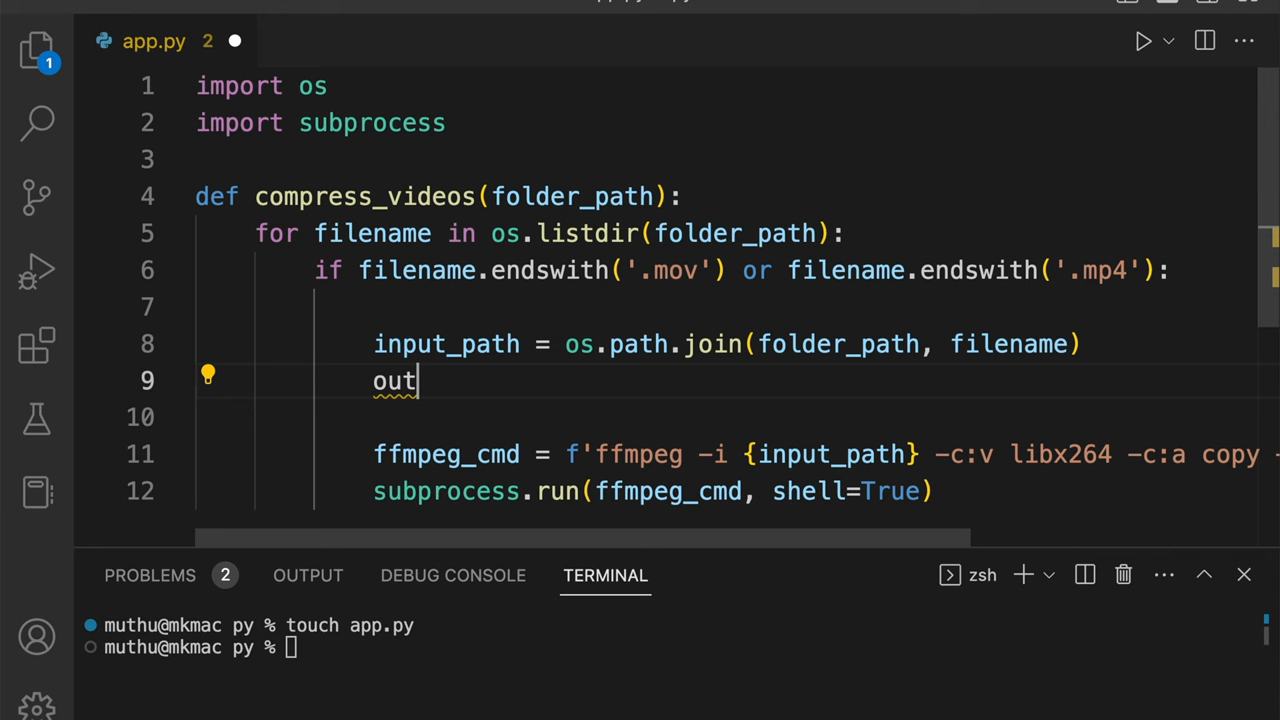 app.py 2
1
1 import os
2 import subprocess
3
4 def compress_videos(folder_path):
5 for filename in os.listdir(folder_path):
6 if filename.endswith('.mov') or filename.endswith('.mp4'):
7
8 input_path = os.path.join(folder_path, filename)
9 out
10
11 ffmpeg_cmd = f'ffmpeg -i {input_path} -c:v libx264 -c:a copy -
12 subprocess.run(ffmpeg_cmd, shell=True)
PROBLEMS 2 OUTPUT DEBUG CONSOLE TERMINAL zsh
muthu@mkmac py % touch app.py
muthu@mkmac py %